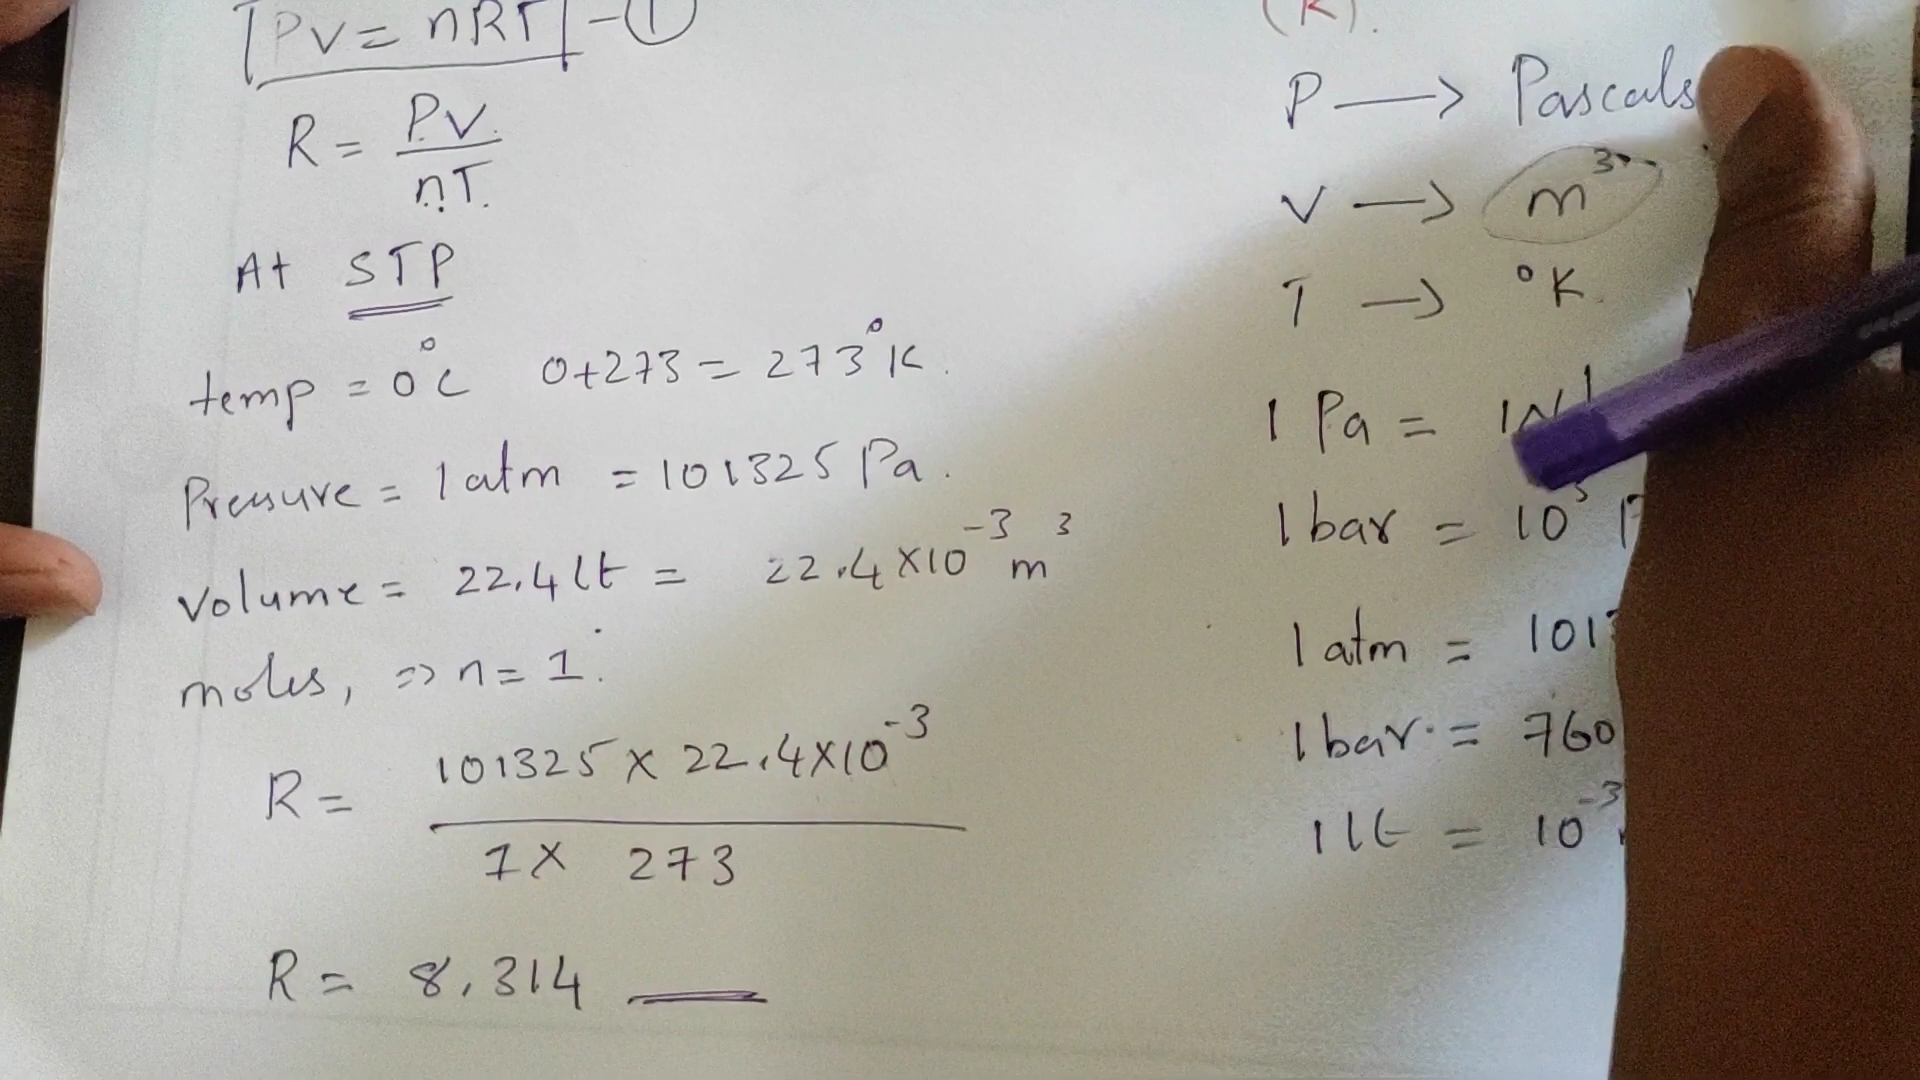 PV = nRT - ①
R = PV / nT.
At STP
temp = 0°C 0+273 = 273°K.
Pressure = 1 atm = 101325 Pa.
Volume = 22.4 lt = 22.4×10⁻³ m³
moles, => n = 1.
R = 101325 × 22.4×10⁻³ / 1× 273
R = 8.314
(R).
P → Pascals
V → m³
T → °K.
1 Pa = 1N
1 bar = 10
1 atm = 101
1 bar. = 760
1 lt = 10⁻³